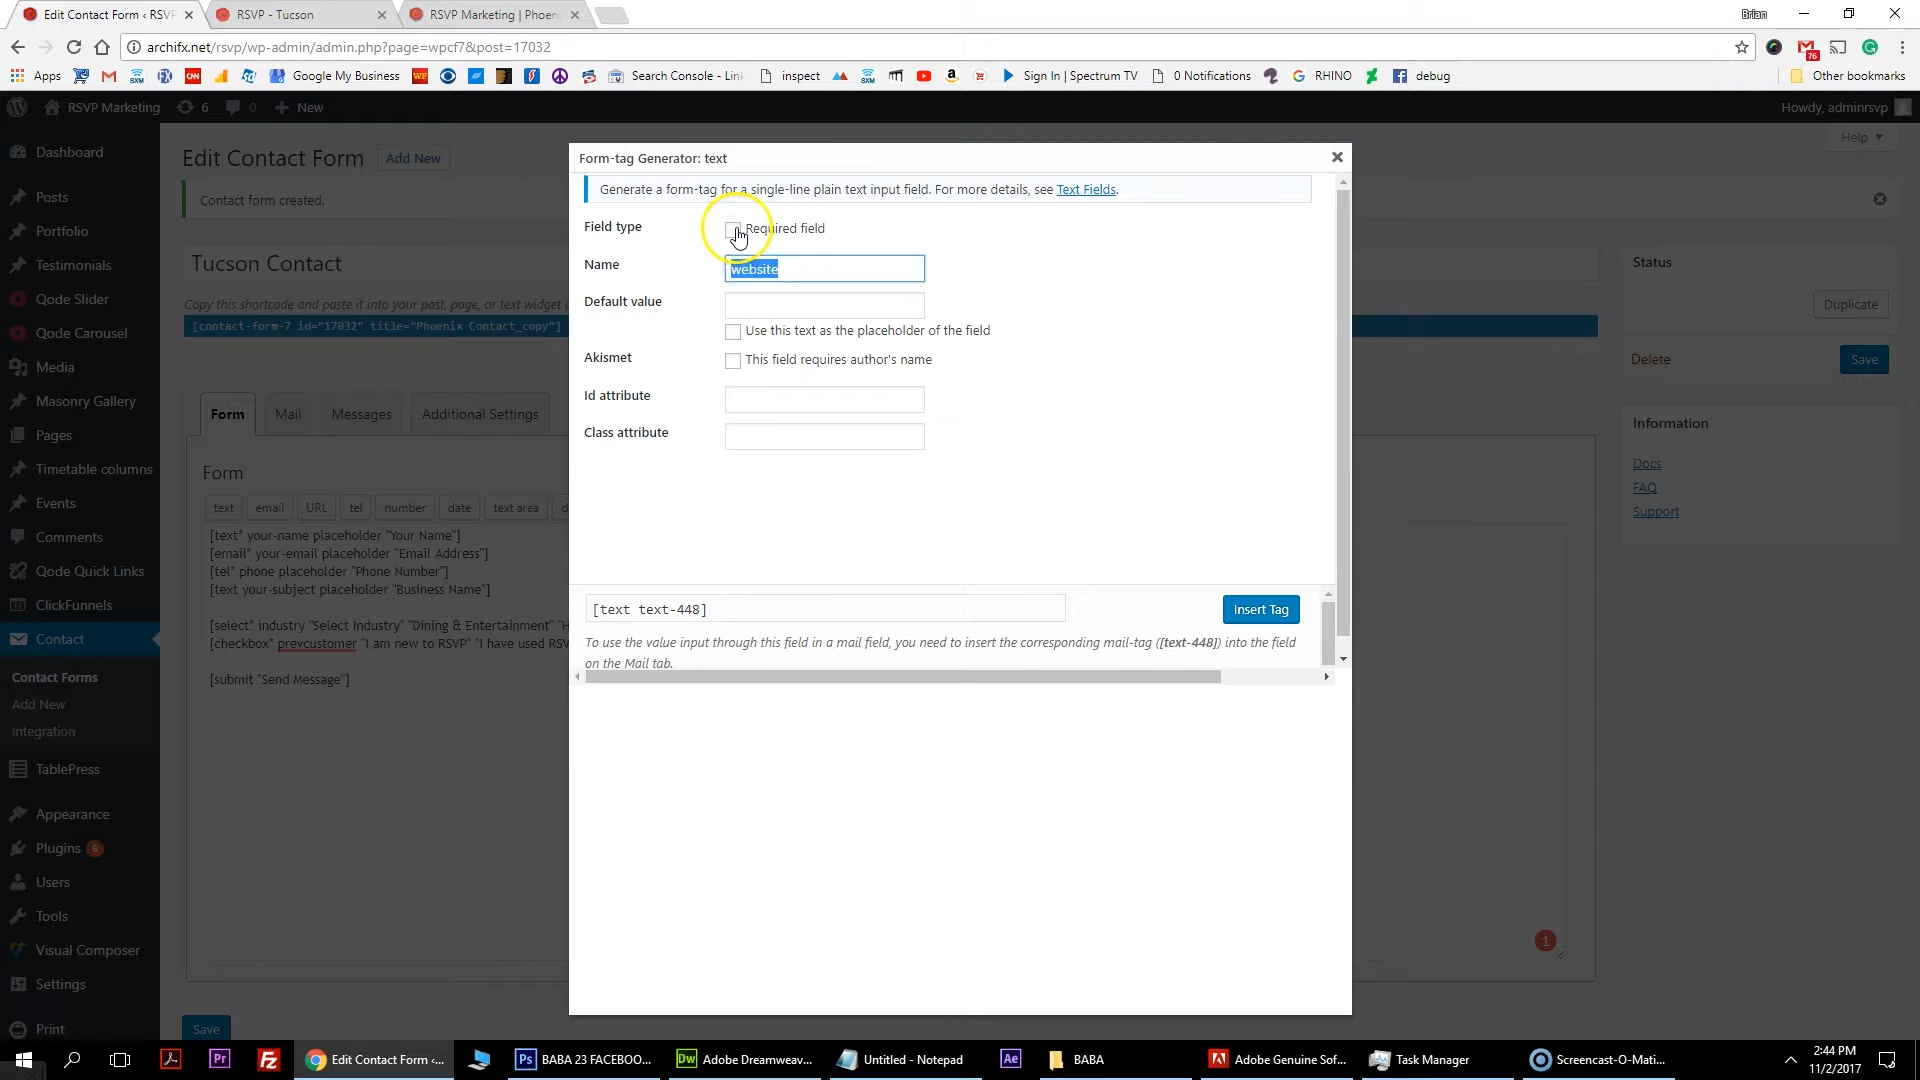 Edit Contact Form ‹ RSVP
RSVP - Tucson
RSVP Marketing | Phoen
Brian
archifx.net/rsvp/wp-admin/admin.php?page=wpcf7&post=17032
76
Apps
Google My Business
Search Console - Link
inspect
Sign In | Spectrum TV
0 Notifications
RHINO
debug
Other bookmarks
RSVP Marketing
6
0
New
Howdy, adminrsvp
Help
Dashboard
Posts
Portfolio
Testimonials
Qode Slider
Qode Carousel
Media
Masonry Gallery
Pages
Timetable columns
Events
Comments
Qode Quick Links
ClickFunnels
Contact
Contact Forms
Add New
Integration
TablePress
Appearance
Plugins 6
Users
Tools
Visual Composer
Settings
Print
Edit Contact Form
Add New
Contact form created.
Tucson Contact
Copy this shortcode and paste it into your post, page, or text widget
[contact-form-7 id="17032" title="Phoenix Contact_copy"]
Form
Mail
Messages
Additional Settings
Form
text
email
URL
tel
number
date
text area
[text* your-name placeholder "Your Name"]
[email* your-email placeholder "Email Address"]
[tel* phone placeholder "Phone Number"]
[text your-subject placeholder "Business Name"]
[select* industry "Select Industry" "Dining & Entertainment" "H
[checkbox* prevcustomer "I am new to RSVP" "I have used RSV
[submit "Send Message"]
1
Save
Form-tag Generator: text
Generate a form-tag for a single-line plain text input field. For more details, see Text Fields.
Field type
Required field
Name
website
Default value
Use this text as the placeholder of the field
Akismet
This field requires author's name
Id attribute
Class attribute
[text text-448]
Insert Tag
To use the value input through this field in a mail field, you need to insert the corresponding mail-tag ([text-448]) into the field
on the Mail tab.
Status
Duplicate
Delete
Save
Information
Docs
FAQ
Support
Edit Contact Form ‹...
BABA 23 FACEBOO...
Adobe Dreamweav...
Untitled - Notepad
BABA
Adobe Genuine Sof...
Task Manager
Screencast-O-Mati...
2:44 PM
11/2/2017